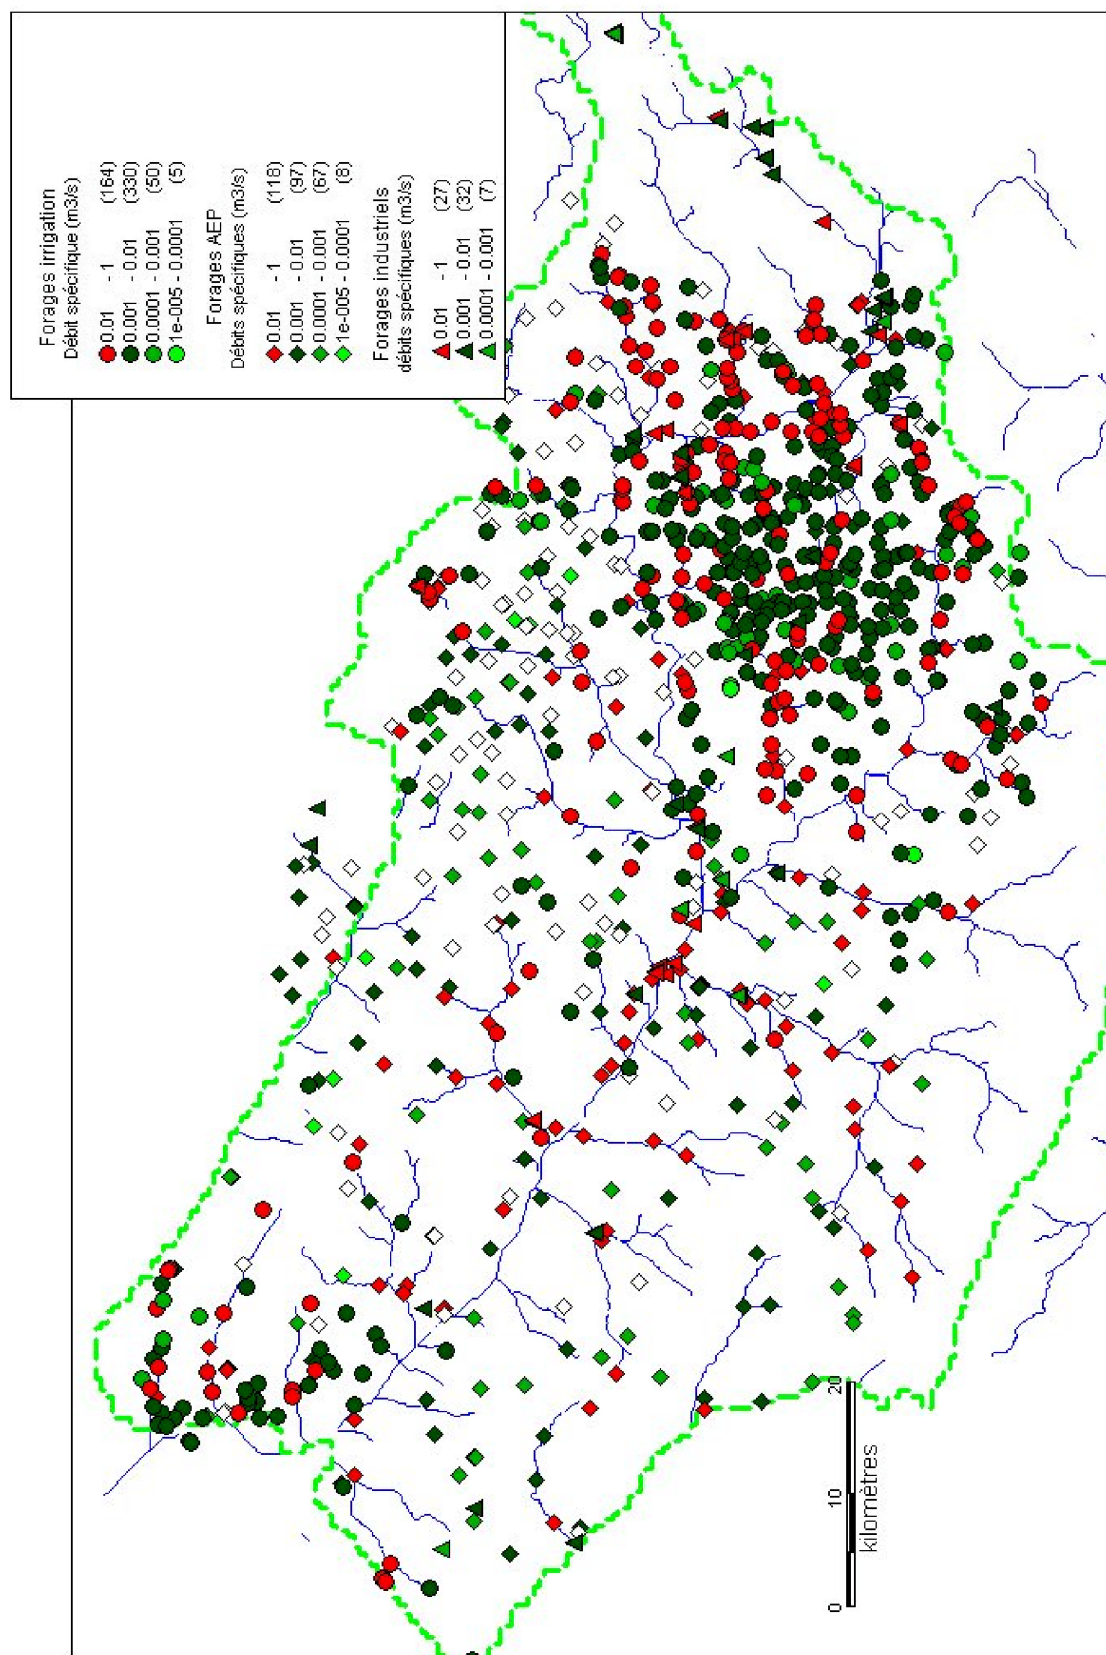 Forages irrigation
Débit spécifique (m3/s)
0.01 - 1 (164)
0.001 - 0.01 (330)
0.0001 - 0.001 (50)
1e-005 - 0.0001 (5)
Forages AEP
Débits spécifiques (m3/s)
0.01 - 1 (118)
0.001 - 0.01 (97)
0.0001 - 0.001 (67)
1e-005 - 0.0001 (8)
Forages industriels
débits spécifiques (m3/s)
0.01 - 1 (27)
0.001 - 0.01 (32)
0.0001 - 0.001 (7)
0 10 20
kilomètres